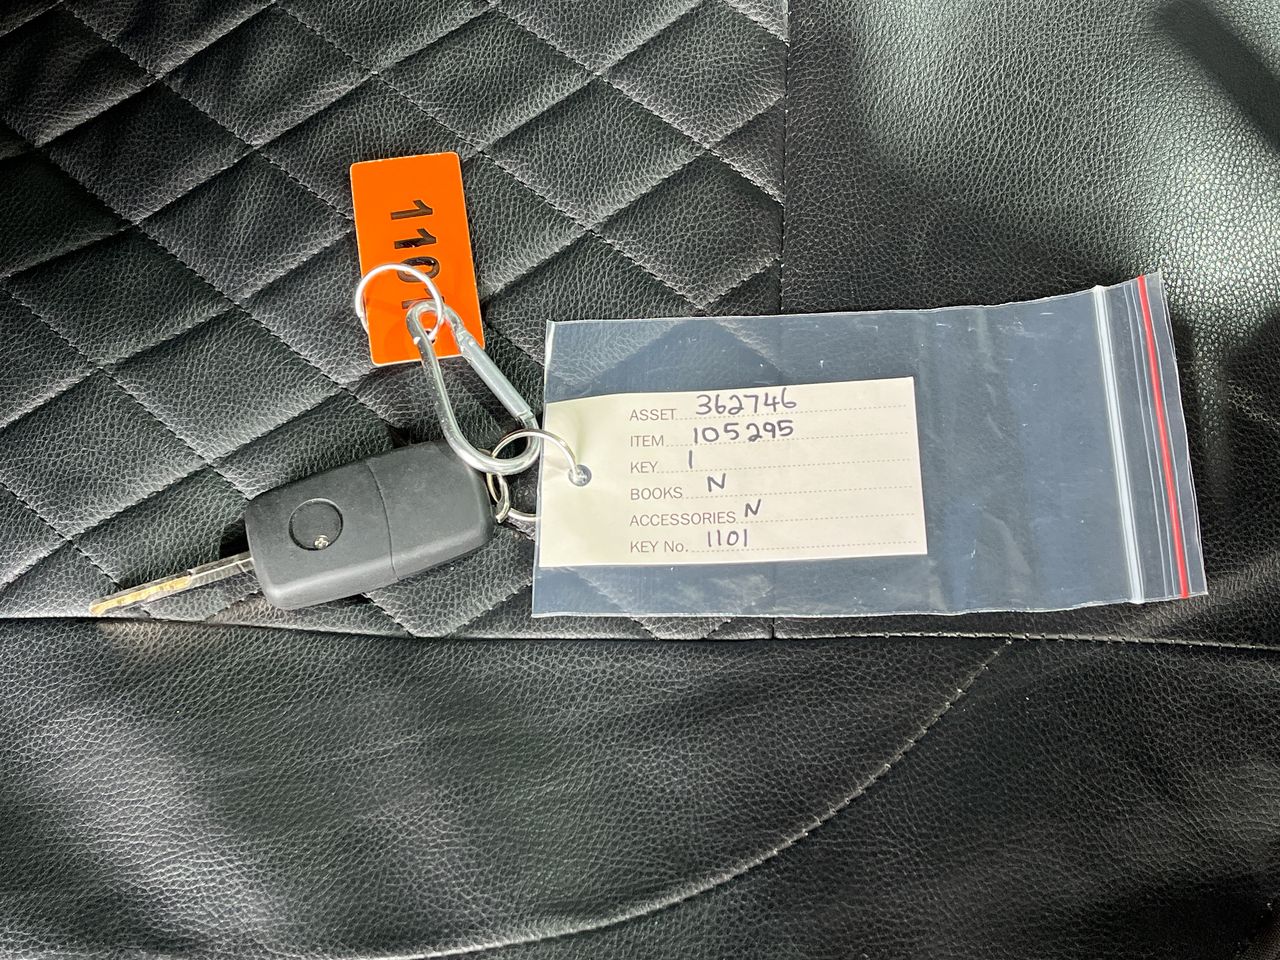 1101
ASSET 362746
ITEM 105295
KEY 1
BOOKS N
ACCESSORIES N
KEY No. 1101